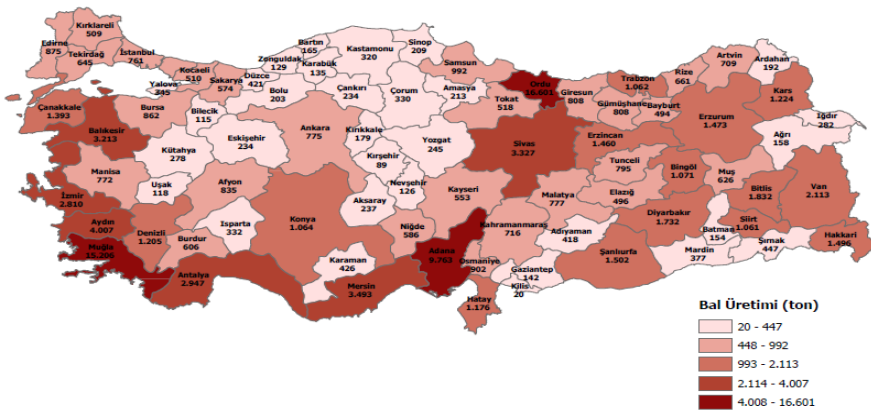 Kırklareli
509
Edirne
875
Tekirdağ
645
İstanbul
761
Kocaeli
510
Sakarya
574
Yalova
345
Düzce
421
Zonguldak
129
Bartın
165
Karabük
135
Kastamonu
320
Sinop
209
Samsun
992
Bolu
203
Çankırı
234
Çorum
330
Amasya
213
Tokat
518
Ordu
16.601
Giresun
808
Trabzon
1.062
Rize
661
Artvin
709
Ardahan
192
Kars
1.224
Gümüşhane
808
Bayburt
494
Erzurum
1.473
Iğdır
282
Ağrı
158
Çanakkale
1.393
Balıkesir
3.213
Bursa
862
Bilecik
115
Eskişehir
234
Kütahya
278
Ankara
775
Kırıkkale
179
Kırşehir
89
Yozgat
245
Sivas
3.327
Erzincan
1.460
Tunceli
795
Bingöl
1.071
Muş
626
Bitlis
1.832
Van
2.113
Manisa
772
Uşak
118
Afyon
835
İzmir
2.810
Aydın
4.007
Denizli
1.205
Muğla
15.206
Burdur
606
Isparta
332
Antalya
2.947
Konya
1.064
Karaman
426
Mersin
3.493
Aksaray
237
Nevşehir
126
Niğde
586
Kayseri
553
Adana
9.763
Osmaniye
902
Hatay
1.176
Kahramanmaraş
716
Malatya
777
Elazığ
496
Adıyaman
418
Gaziantep
142
Kilis
20
Şanlıurfa
1.502
Diyarbakır
1.732
Batman
154
Mardin
377
Siirt
1.061
Şırnak
447
Hakkari
1.496
Bal Üretimi (ton)
20 - 447
448 - 992
993 - 2.113
2.114 - 4.007
4.008 - 16.601